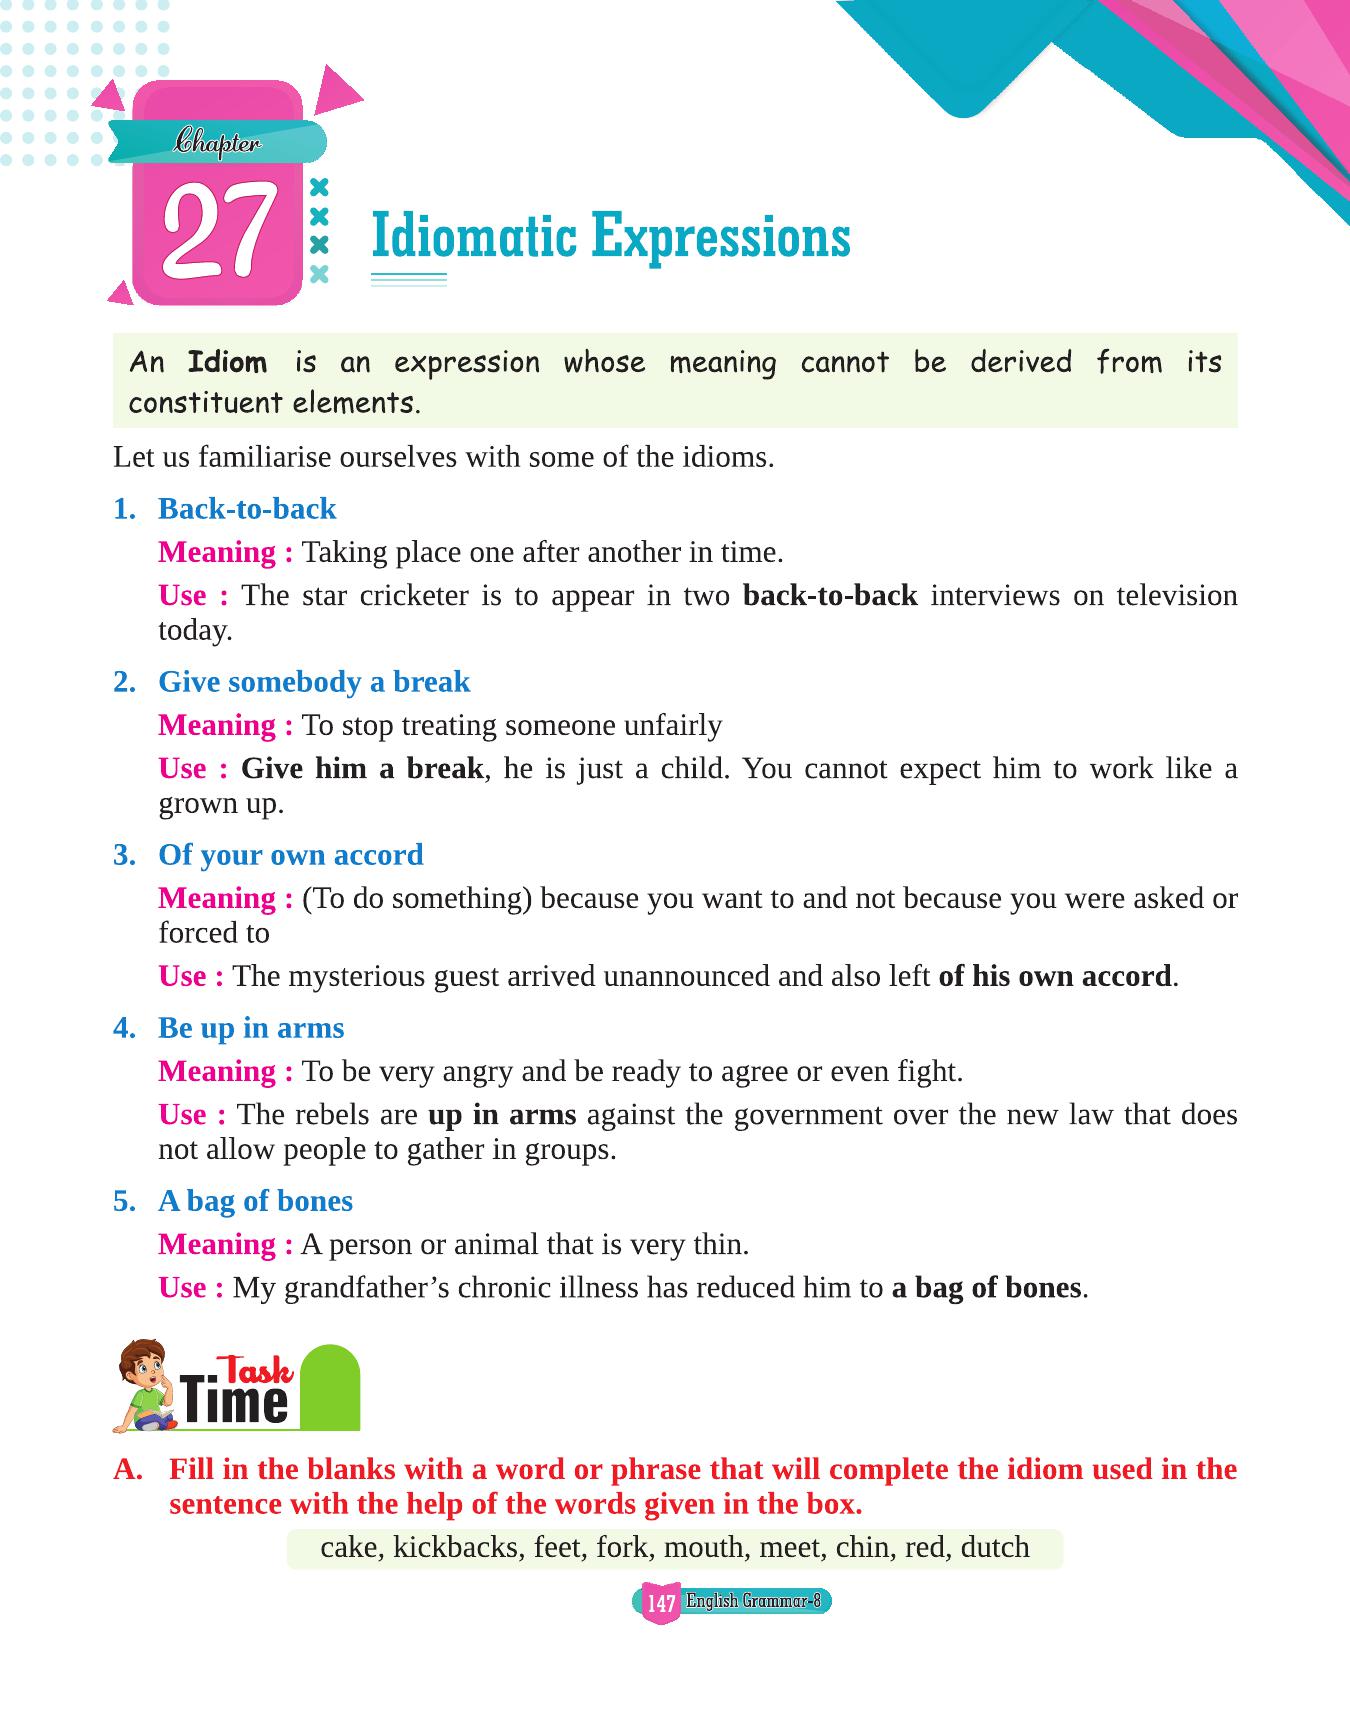 Chapter
27
Idiomatic Expressions
An Idiom is an expression whose meaning cannot be derived from its
constituent elements.
Let us familiarise ourselves with some of the idioms.
1. Back-to-back
Meaning : Taking place one after another in time.
Use : The star cricketer is to appear in two back-to-back interviews on television
today.
2. Give somebody a break
Meaning : To stop treating someone unfairly
Use : Give him a break, he is just a child. You cannot expect him to work like a
grown up.
3. Of your own accord
Meaning : (To do something) because you want to and not because you were asked or
forced to
Use : The mysterious guest arrived unannounced and also left of his own accord.
4. Be up in arms
Meaning : To be very angry and be ready to agree or even fight.
Use : The rebels are up in arms against the government over the new law that does
not allow people to gather in groups.
5. A bag of bones
Meaning : A person or animal that is very thin.
Use : My grandfather’s chronic illness has reduced him to a bag of bones.
Task
Time
A. Fill in the blanks with a word or phrase that will complete the idiom used in the
sentence with the help of the words given in the box.
cake, kickbacks, feet, fork, mouth, meet, chin, red, dutch
147 English Grammar-8